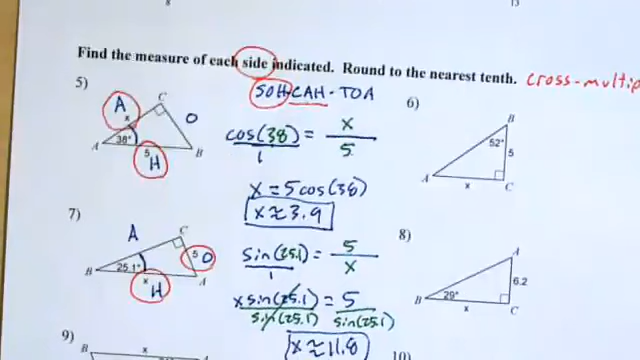 8
13
Find the measure of each side indicated. Round to the nearest tenth. cross-multip
SOH-CAH-TOA
5)
A
C
x
O
A
38°
5
H
B
cos(38) = x
1 5
x = 5cos(38)
x ≈ 3.9
6)
B
52°
5
A
x
C
7)
A
C
5
O
B
25.1°
x
H
A
sin(25.1) = 5
1 x
x sin(25.1) = 5
sin(25.1) sin(25.1)
x ≈ 11.8
8)
A
6.2
B
29°
x
C
9)
B
x
10)